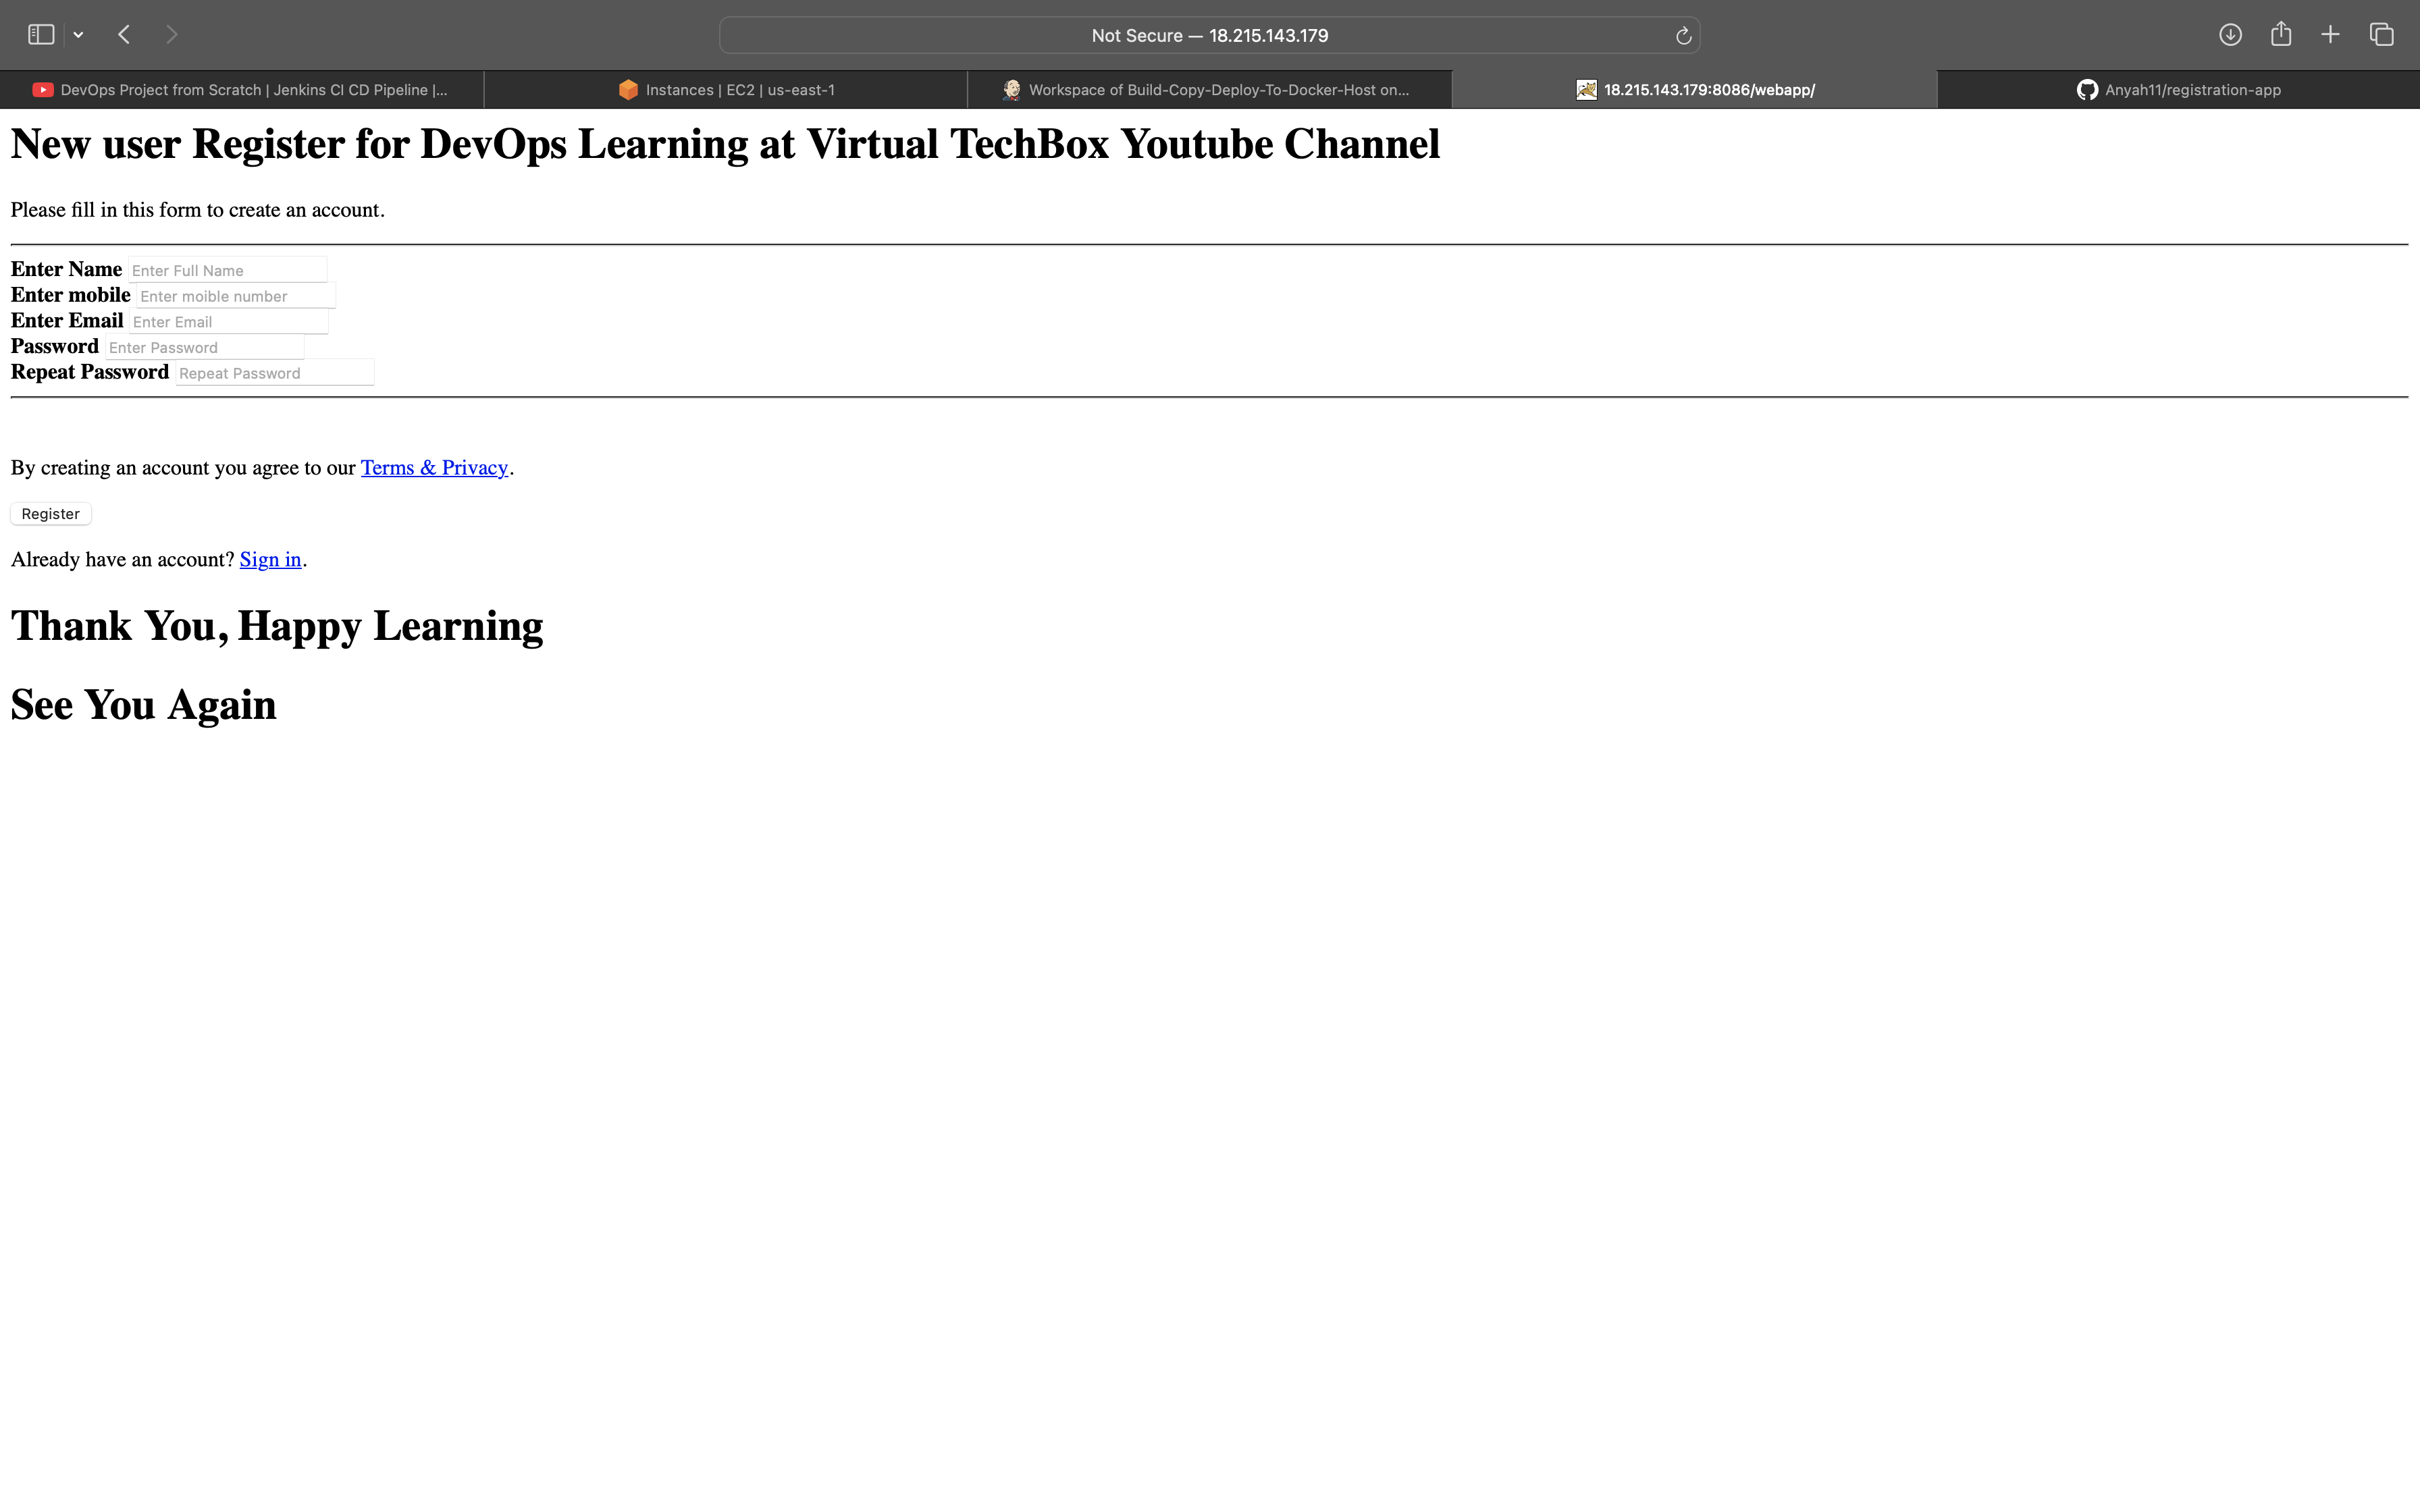 Not Secure — 18.215.143.179
DevOps Project from Scratch | Jenkins CI CD Pipeline |...
Instances | EC2 | us-east-1
Workspace of Build-Copy-Deploy-To-Docker-Host on...
18.215.143.179:8086/webapp/
Anyah11/registration-app
New user Register for DevOps Learning at Virtual TechBox Youtube Channel
Please fill in this form to create an account.
Enter Name Enter Full Name
Enter mobile Enter moible number
Enter Email Enter Email
Password Enter Password
Repeat Password Repeat Password
By creating an account you agree to our Terms & Privacy.
Register
Already have an account? Sign in.
Thank You, Happy Learning
See You Again